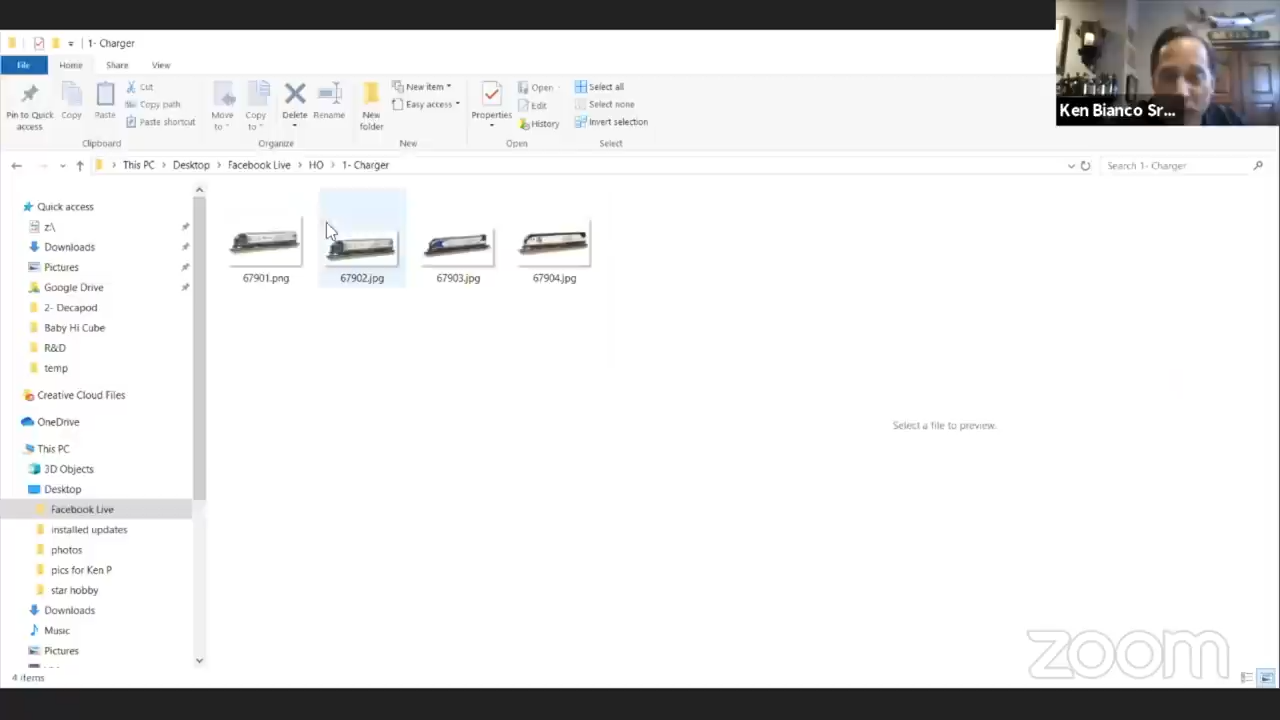 1- Charger
File Home Share View
Pin to Quick access
Copy
Paste
Cut
Copy path
Paste shortcut
Clipboard
Move to
Copy to
Delete
Rename
Organize
New folder
New item
Easy access
New
Properties
Open
Edit
History
Open
Select all
Select none
Invert selection
Select
Ken Bianco Sr...
This PC > Desktop > Facebook Live > HO > 1- Charger
Search 1- Charger
Quick access
z:\
Downloads
Pictures
Google Drive
2- Decapod
Baby Hi Cube
R&D
temp
Creative Cloud Files
OneDrive
This PC
3D Objects
Desktop
Facebook Live
installed updates
photos
pics for Ken P
star hobby
Downloads
Music
Pictures
67901.png
67902.jpg
67903.jpg
67904.jpg
Select a file to preview.
4 items
zoom